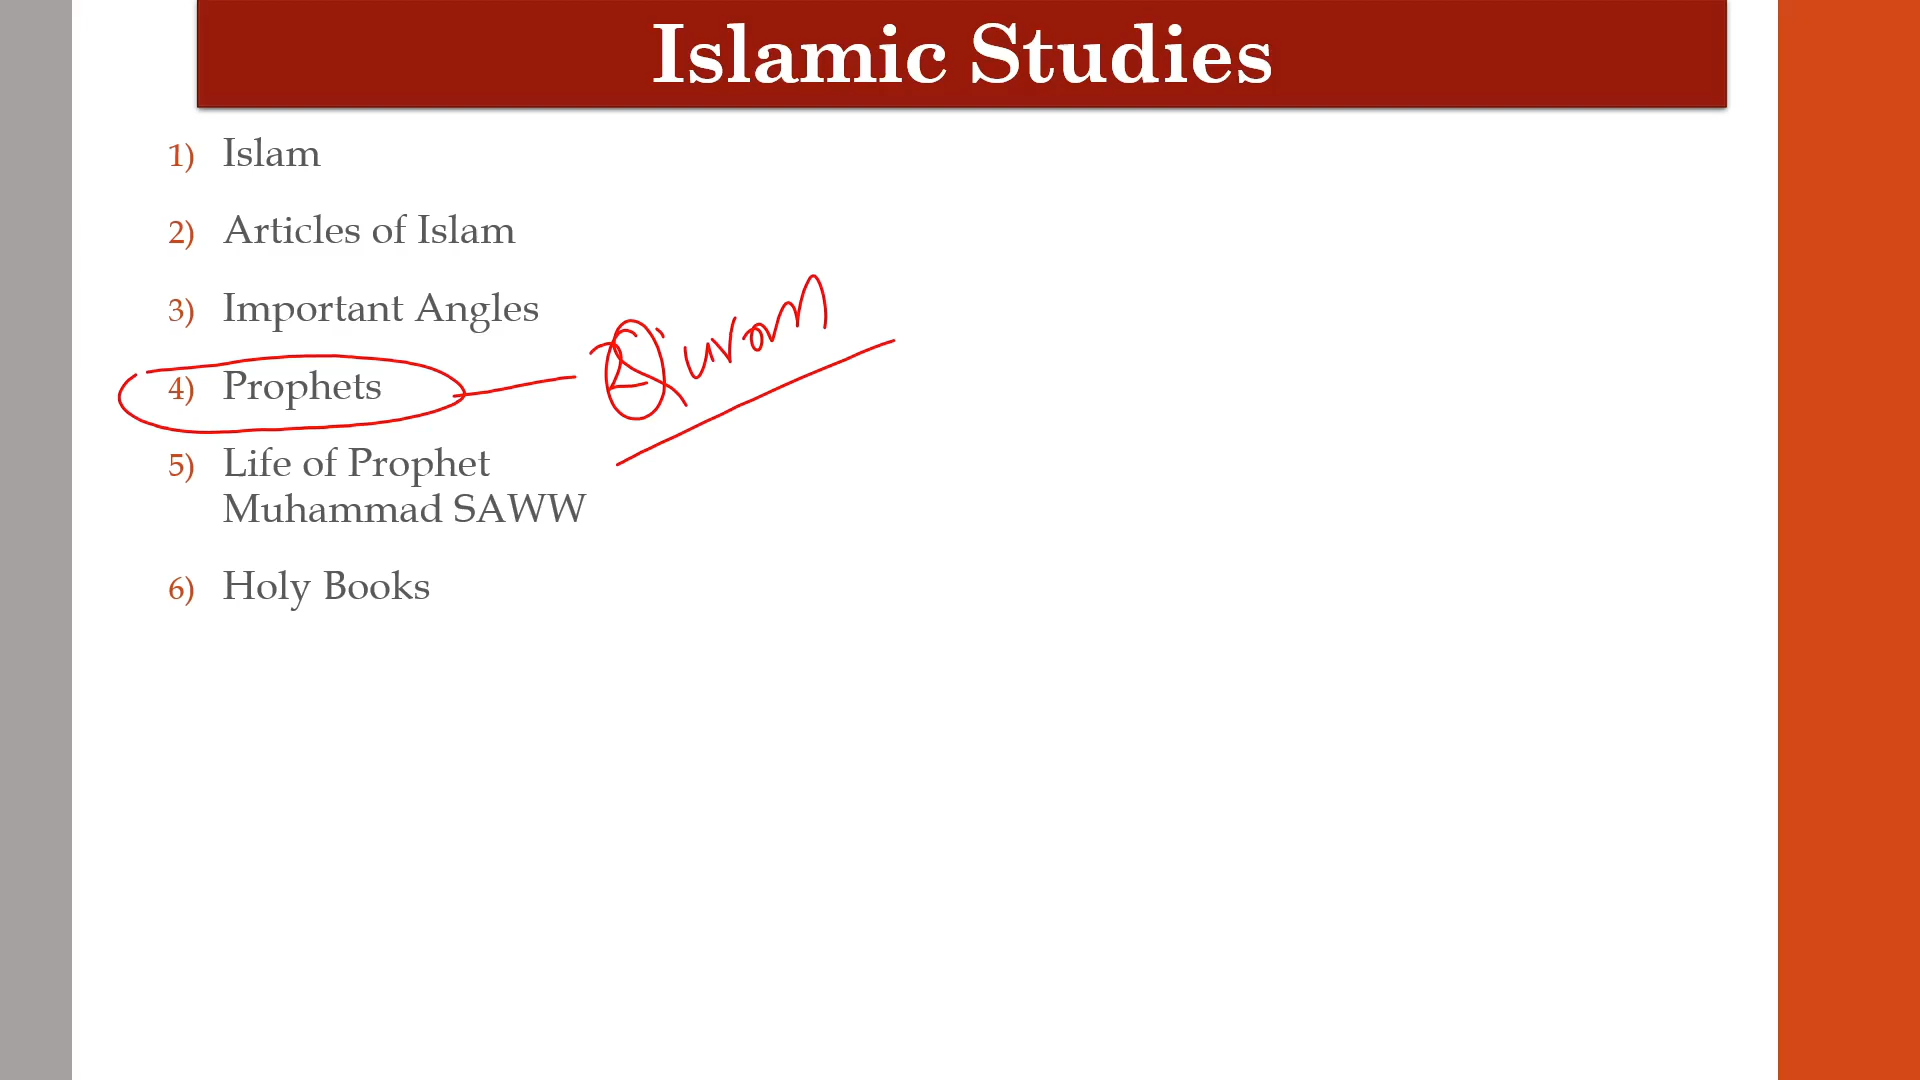 Islamic Studies
1) Islam
2) Articles of Islam
3) Important Angles
4) Prophets
Quran
5) Life of Prophet
Muhammad SAWW
6) Holy Books